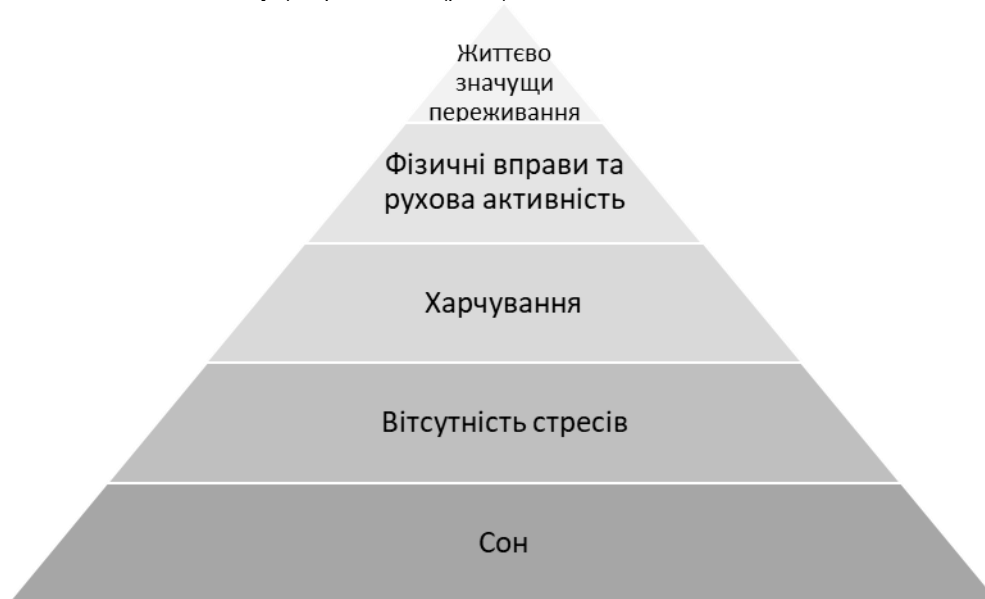 Життєво
значущи
переживання
Фізичні вправи та
рухова активність
Харчування
Вітсутність стресів
Сон